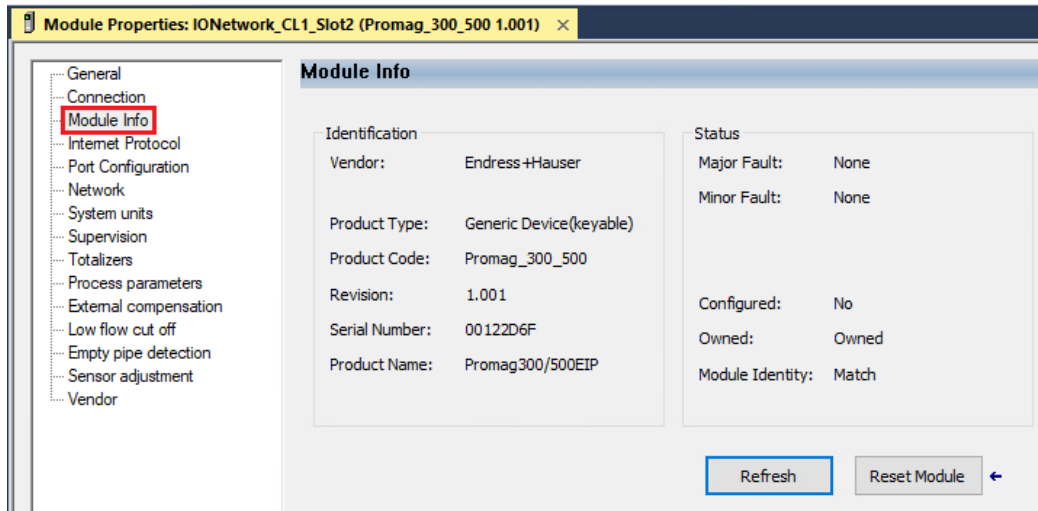 Module Properties: IONetwork_CL1_Slot2 (Promag_300_500 1.001) ×
General
Connection
Module Info
Internet Protocol
Port Configuration
Network
System units
Supervision
Totalizers
Process parameters
External compensation
Low flow cut off
Empty pipe detection
Sensor adjustment
Vendor
Module Info
Identification
Vendor: Endress+Hauser
Product Type: Generic Device(keyable)
Product Code: Promag_300_500
Revision: 1.001
Serial Number: 00122D6F
Product Name: Promag300/500EIP
Status
Major Fault: None
Minor Fault: None
Configured: No
Owned: Owned
Module Identity: Match
Refresh
Reset Module ←